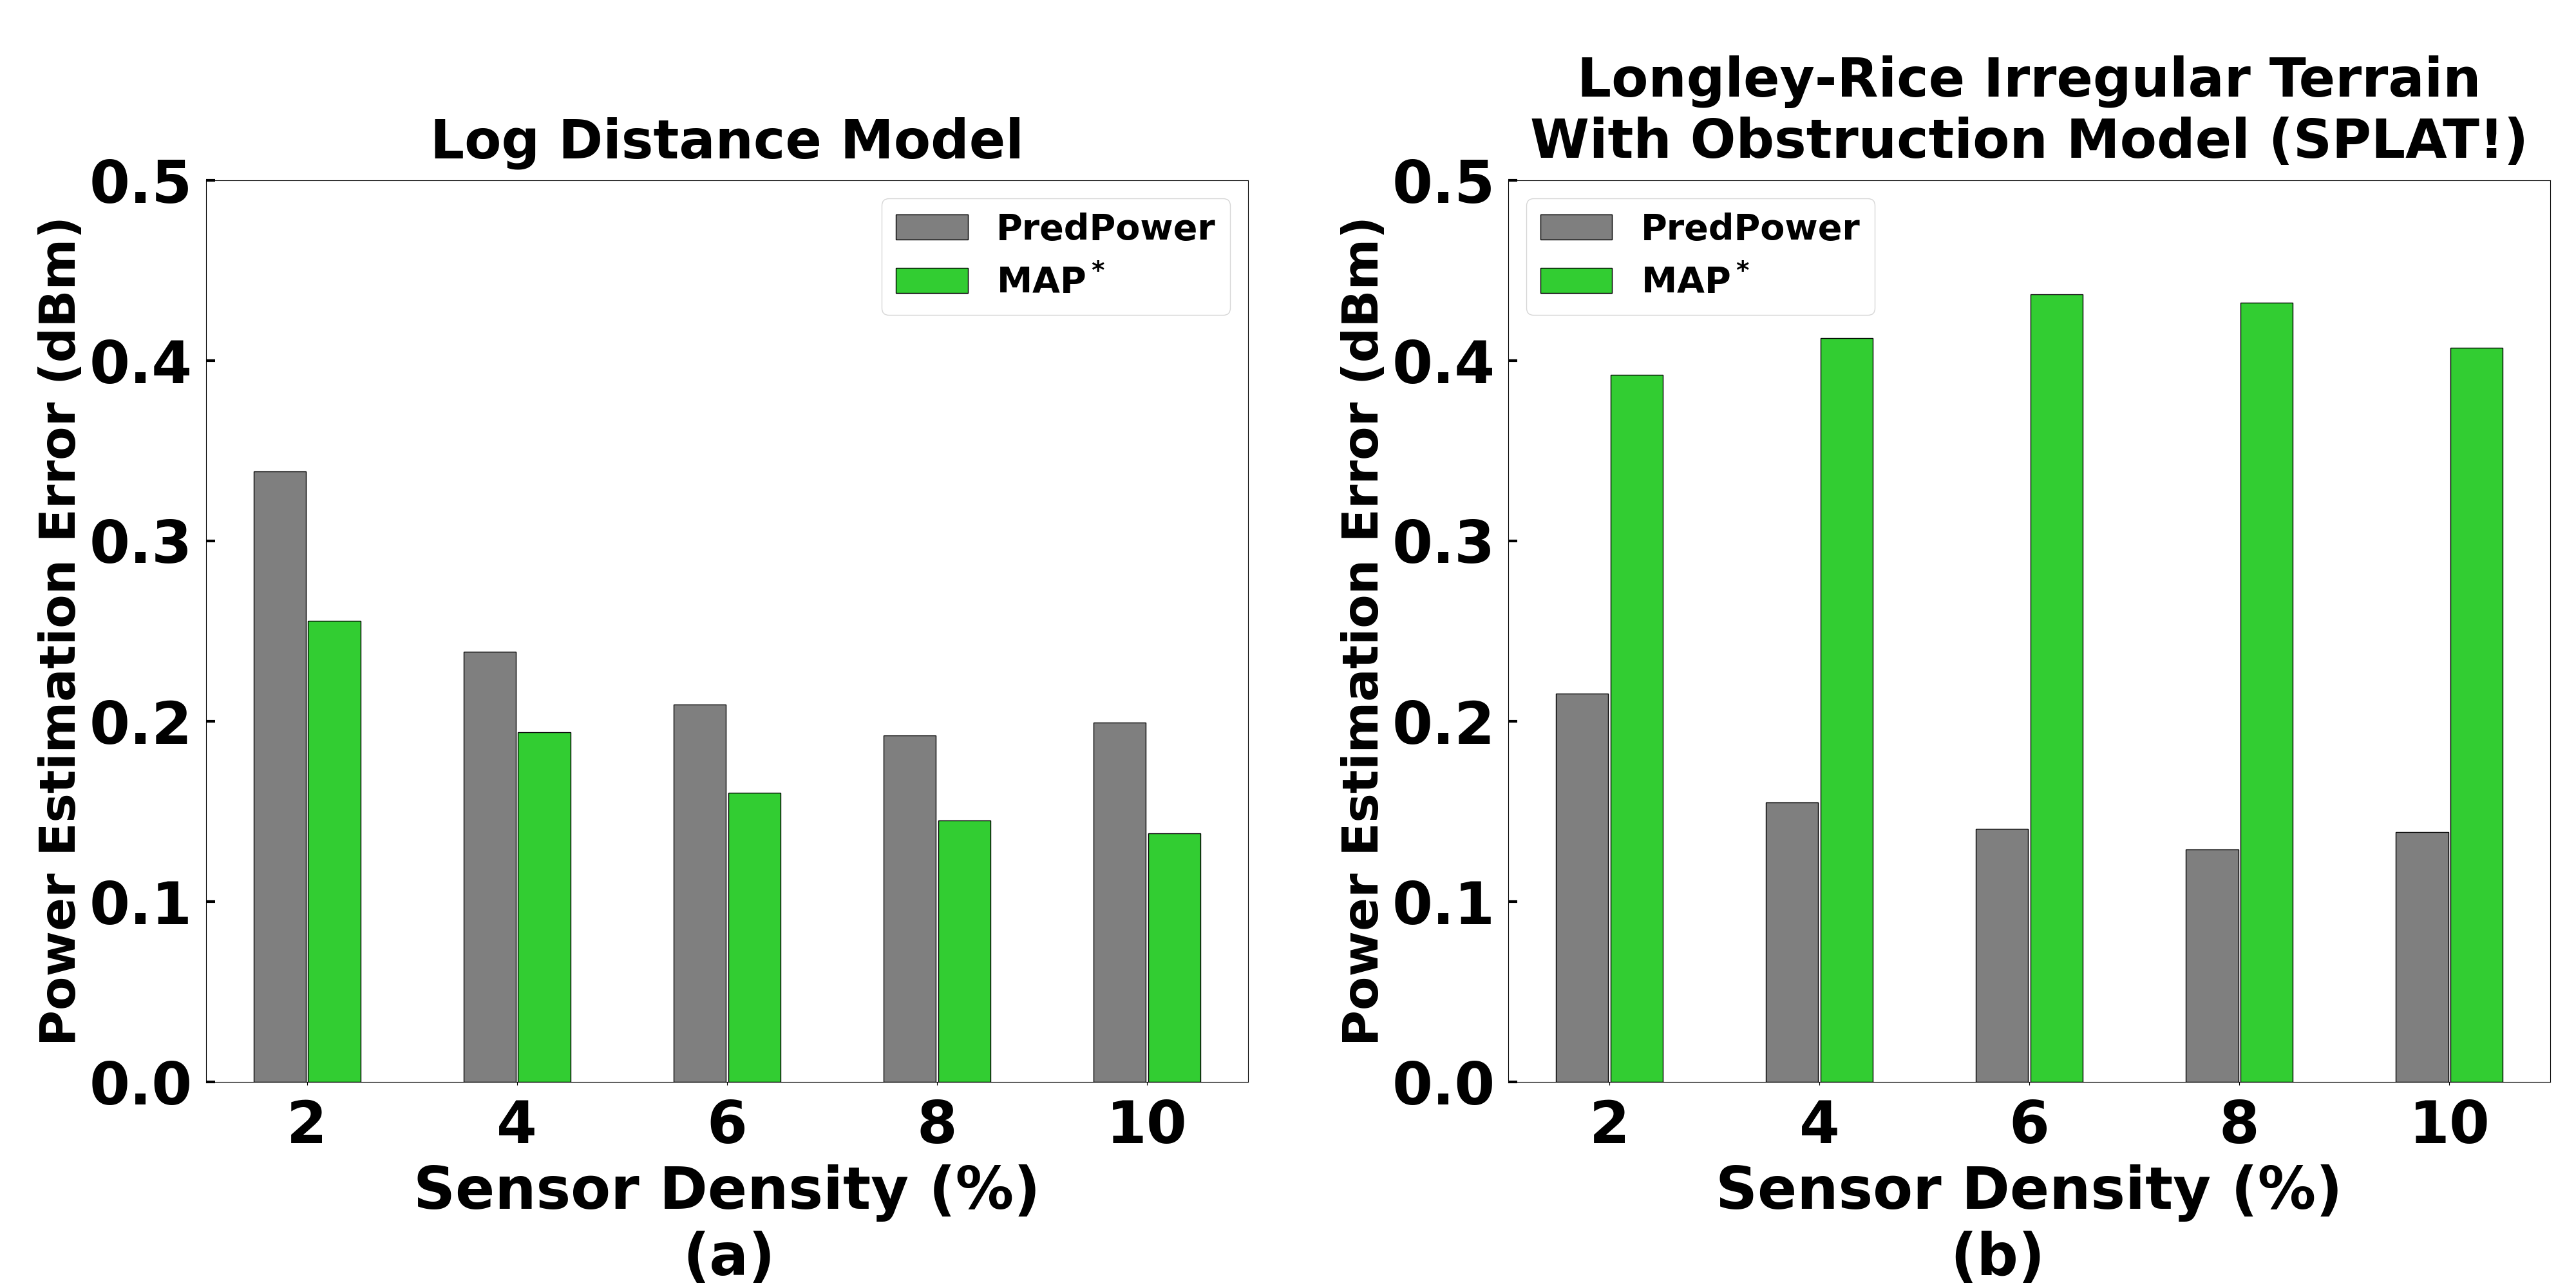 Log Distance Model
0.5
0.4
0.3
0.2
0.1
0.0
Power Estimation Error (dBm)
PredPower
MAP*
2 4 6 8 10
Sensor Density (%)
(a)
Longley-Rice Irregular Terrain
With Obstruction Model (SPLAT!)
0.5
0.4
0.3
0.2
0.1
0.0
Power Estimation Error (dBm)
PredPower
MAP*
2 4 6 8 10
Sensor Density (%)
(b)